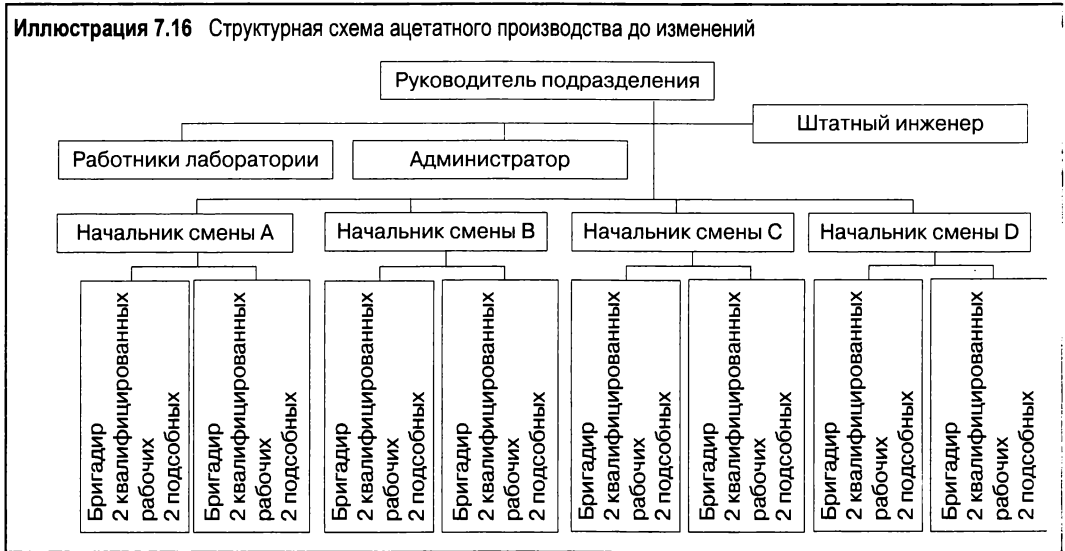 Иллюстрация 7.16 Структурная схема ацетатного производства до изменений
Руководитель подразделения
Штатный инженер
Работники лаборатории
Администратор
Начальник смены A
Начальник смены B
Начальник смены C
Начальник смены D
Бригадир
2 квалифицированных
рабочих
2 подсобных
Бригадир
2 квалифицированных
рабочих
2 подсобных
Бригадир
2 квалифицированных
рабочих
2 подсобных
Бригадир
2 квалифицированных
рабочих
2 подсобных
Бригадир
2 квалифицированных
рабочих
2 подсобных
Бригадир
2 квалифицированных
рабочих
2 подсобных
Бригадир
2 квалифицированных
рабочих
2 подсобных
Бригадир
2 квалифицированных
рабочих
2 подсобных